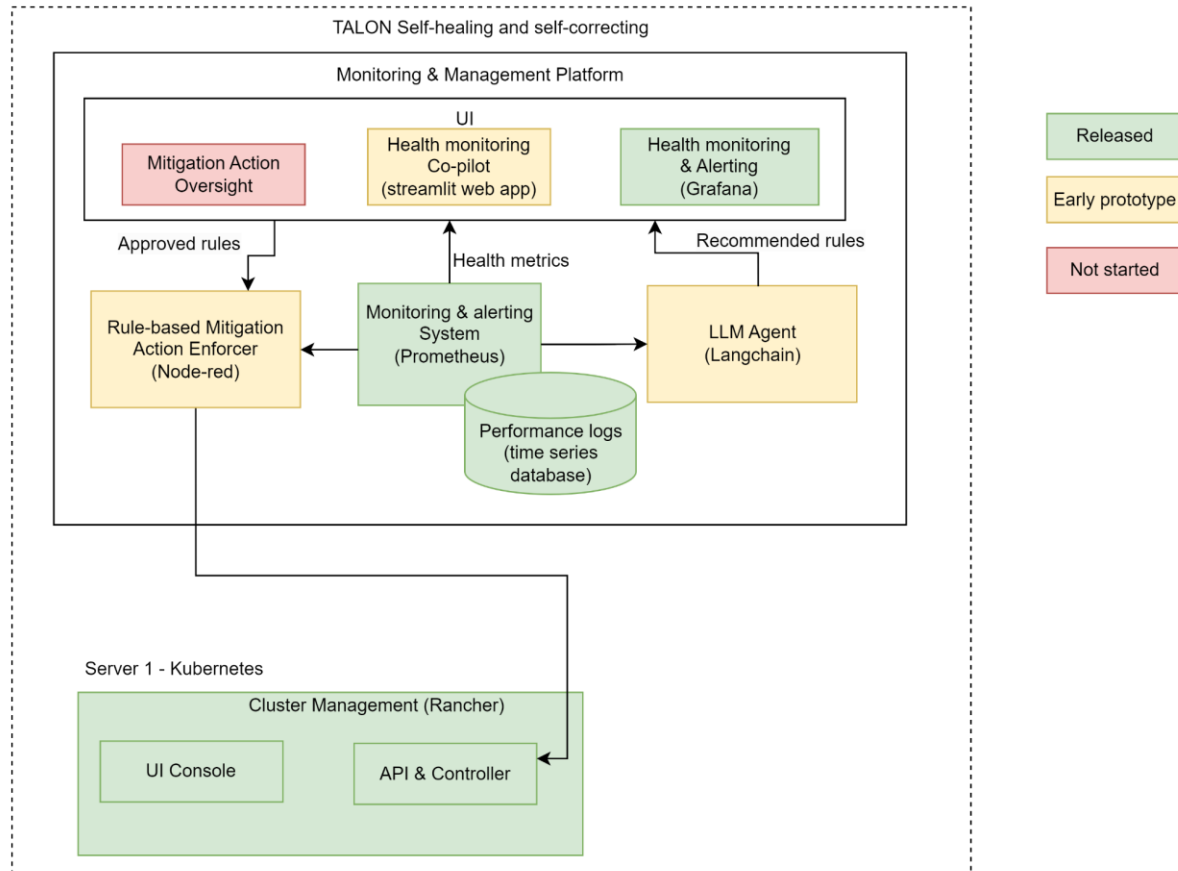 TALON Self-healing and self-correcting
Monitoring & Management Platform
UI
Mitigation Action
Oversight
Health monitoring
Co-pilot
(streamlit web app)
Health monitoring
& Alerting
(Grafana)
Approved rules
Health metrics
Recommended rules
Rule-based Mitigation
Action Enforcer
(Node-red)
Monitoring & alerting
System
(Prometheus)
LLM Agent
(Langchain)
Performance logs
(time series
database)
Server 1 - Kubernetes
Cluster Management (Rancher)
UI Console
API & Controller
Released
Early prototype
Not started